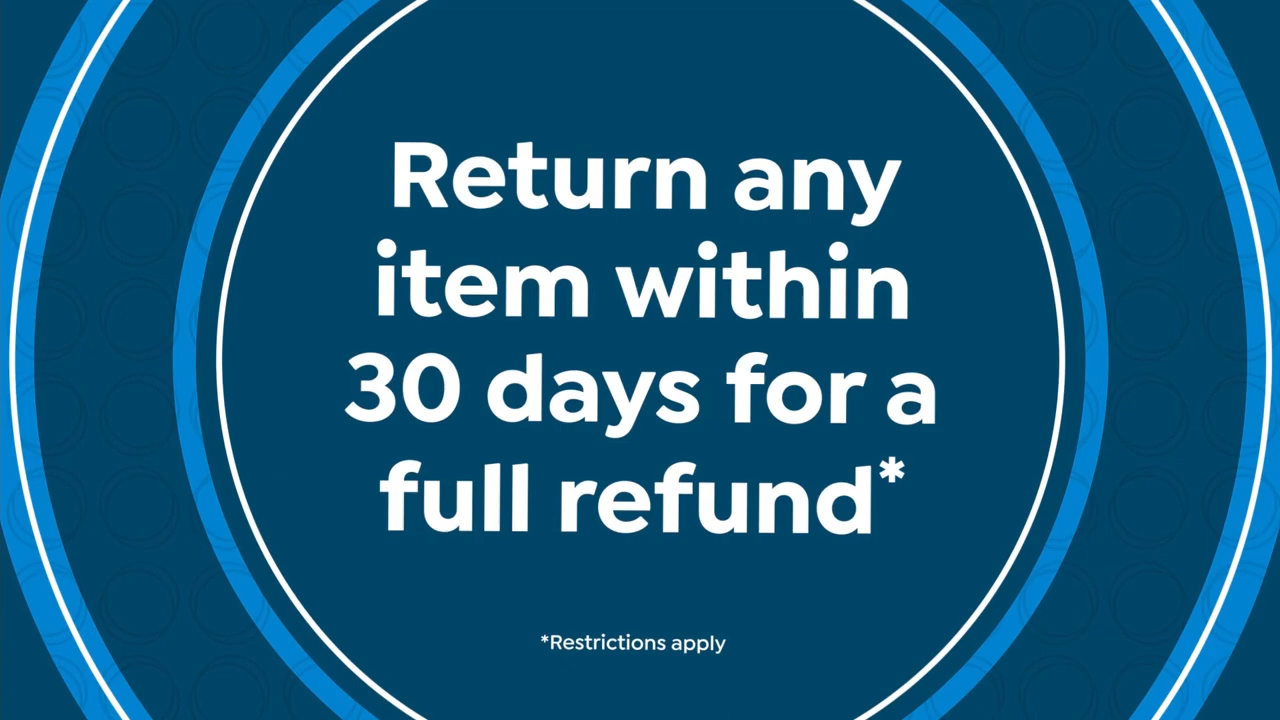 Return any
item within
30 days for a
full refund*
*Restrictions apply